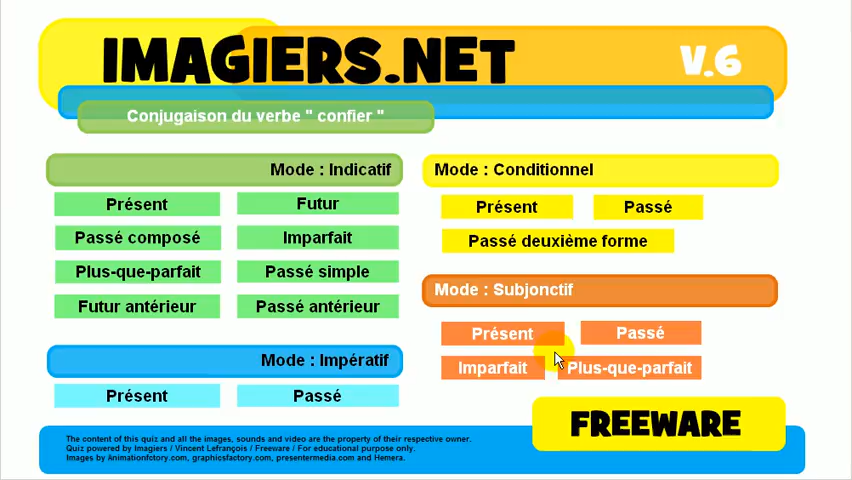 IMAGIERS.NET
V.6
Conjugaison du verbe " confier "
Mode : Indicatif
Présent
Futur
Passé composé
Imparfait
Plus-que-parfait
Passé simple
Futur antérieur
Passé antérieur
Mode : Impératif
Présent
Passé
Mode : Conditionnel
Présent
Passé
Passé deuxième forme
Mode : Subjonctif
Présent
Passé
Imparfait
Plus-que-parfait
FREEWARE
The content of this quiz and all the images, sounds and video are the property of their respective owner.
Quiz powered by Imagiers / Vincent Lefrançois / Freeware / For educational purpose only.
Images by Animationfctory.com, graphicsfactory.com, presentermedia.com and Hemera.